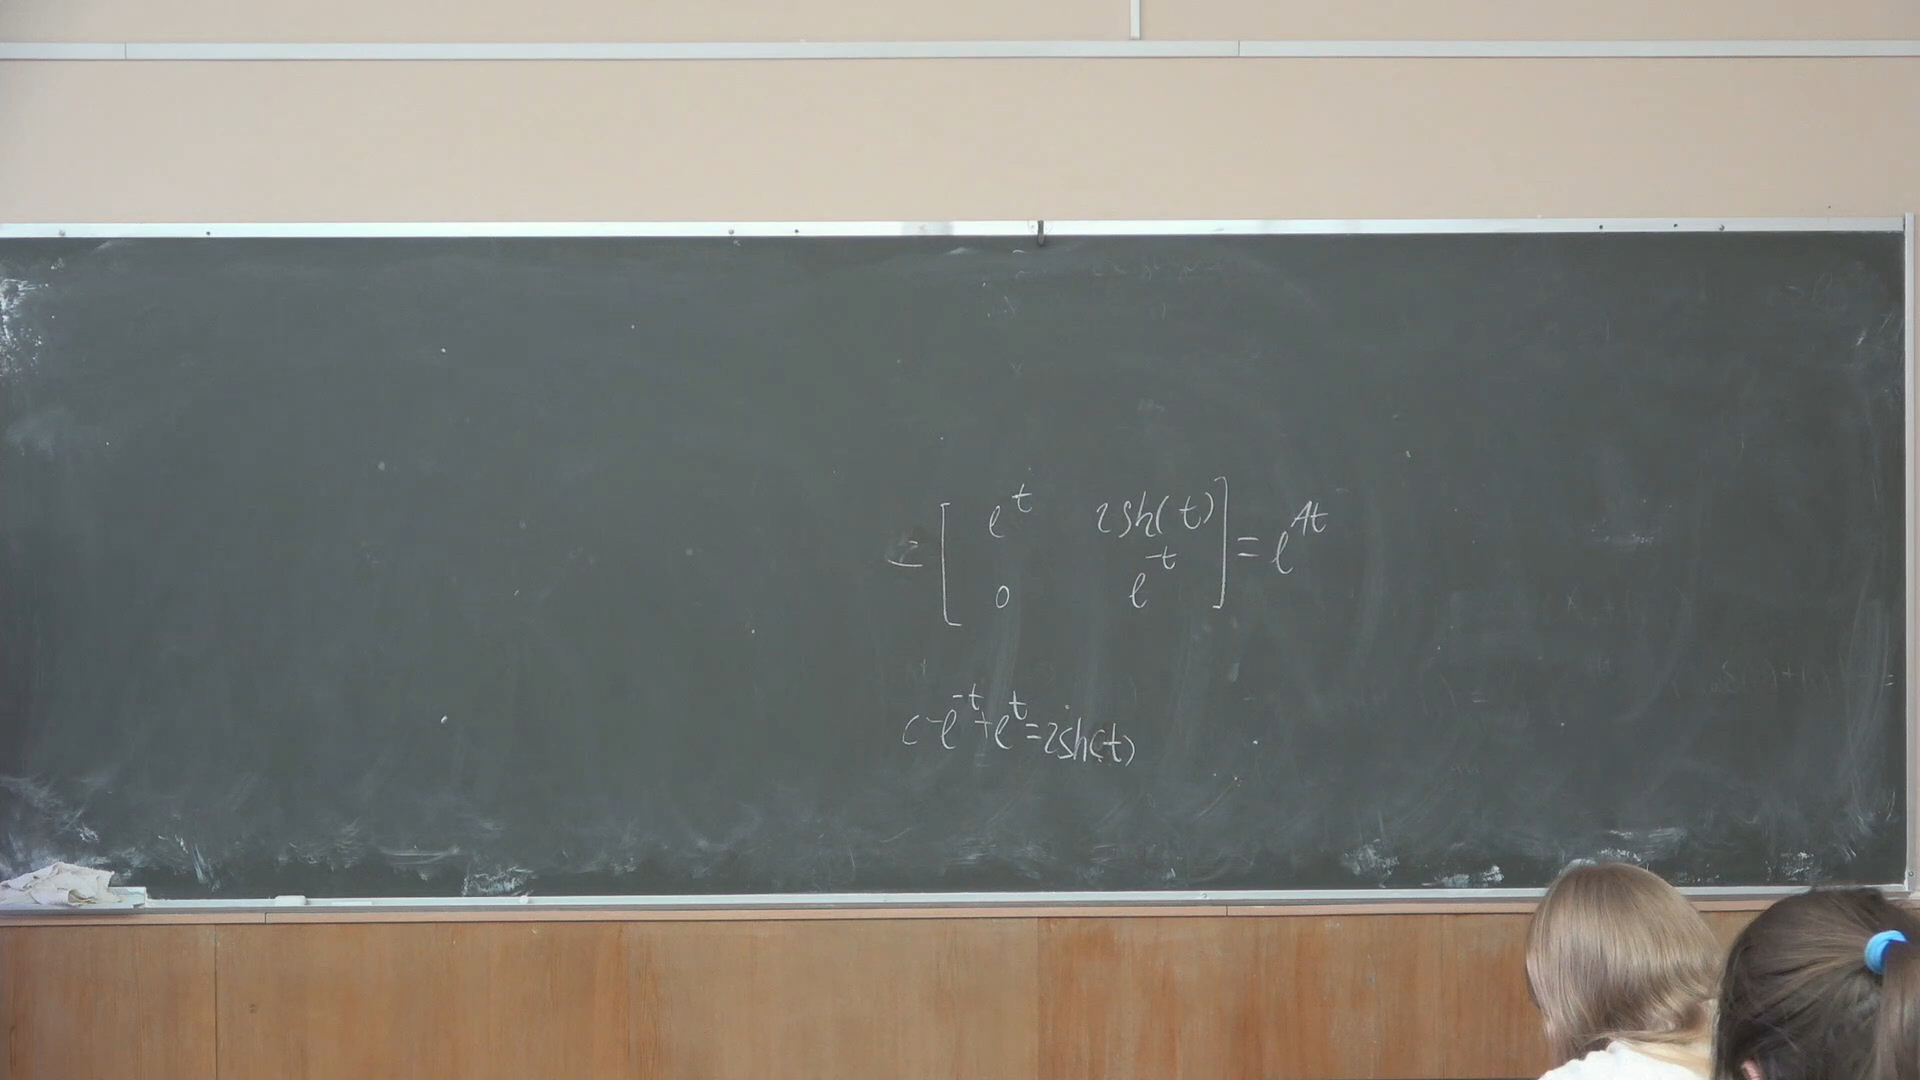 = [ e^t 2sh(t) ] = e^{At}
0 e^{-t}
-e^{-t}+e^t=2sh(t)